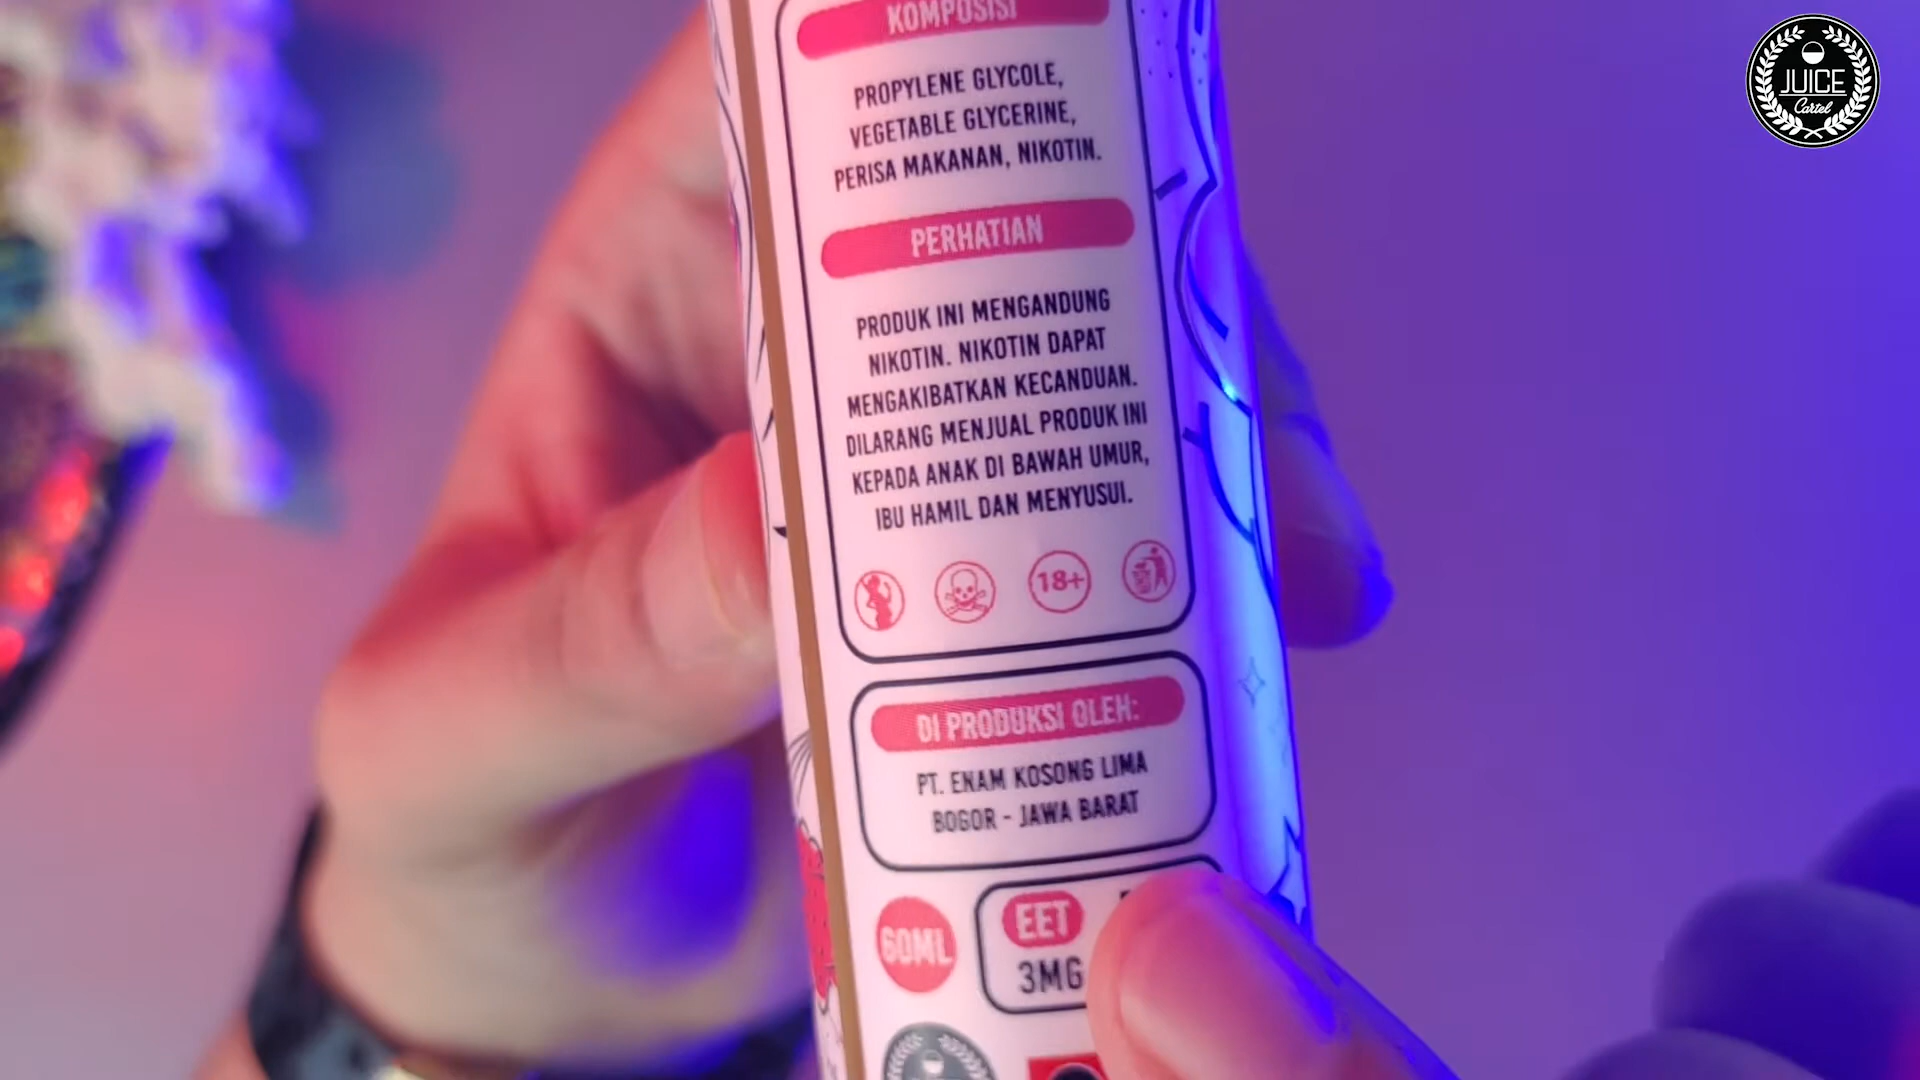 KOMPOSISI
PROPYLENE GLYCOLE,
VEGETABLE GLYCERINE,
PERISA MAKANAN, NIKOTIN.
PERHATIAN
PRODUK INI MENGANDUNG
NIKOTIN. NIKOTIN DAPAT
MENGAKIBATKAN KECANDUAN.
DILARANG MENJUAL PRODUK INI
KEPADA ANAK DI BAWAH UMUR,
IBU HAMIL DAN MENYUSUI.
18+
DI PRODUKSI OLEH:
PT. ENAM KOSONG LIMA
BOGOR - JAWA BARAT
60ML
EET
3MG
JUICE
Cartel